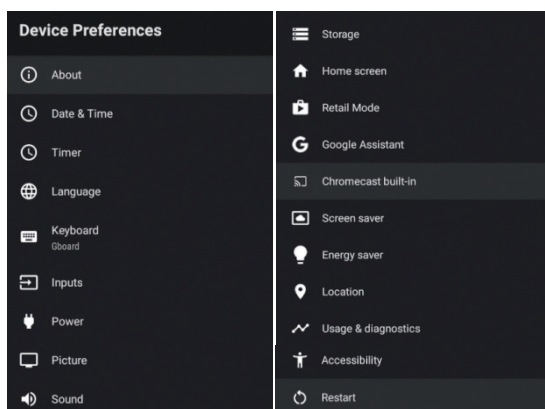 Device Preferences
About
Date & Time
Timer
Language
Keyboard
Gboard
Inputs
Power
Picture
Sound
Storage
Home screen
Retail Mode
Google Assistant
Chromecast built-in
Screen saver
Energy saver
Location
Usage & diagnostics
Accessibility
Restart